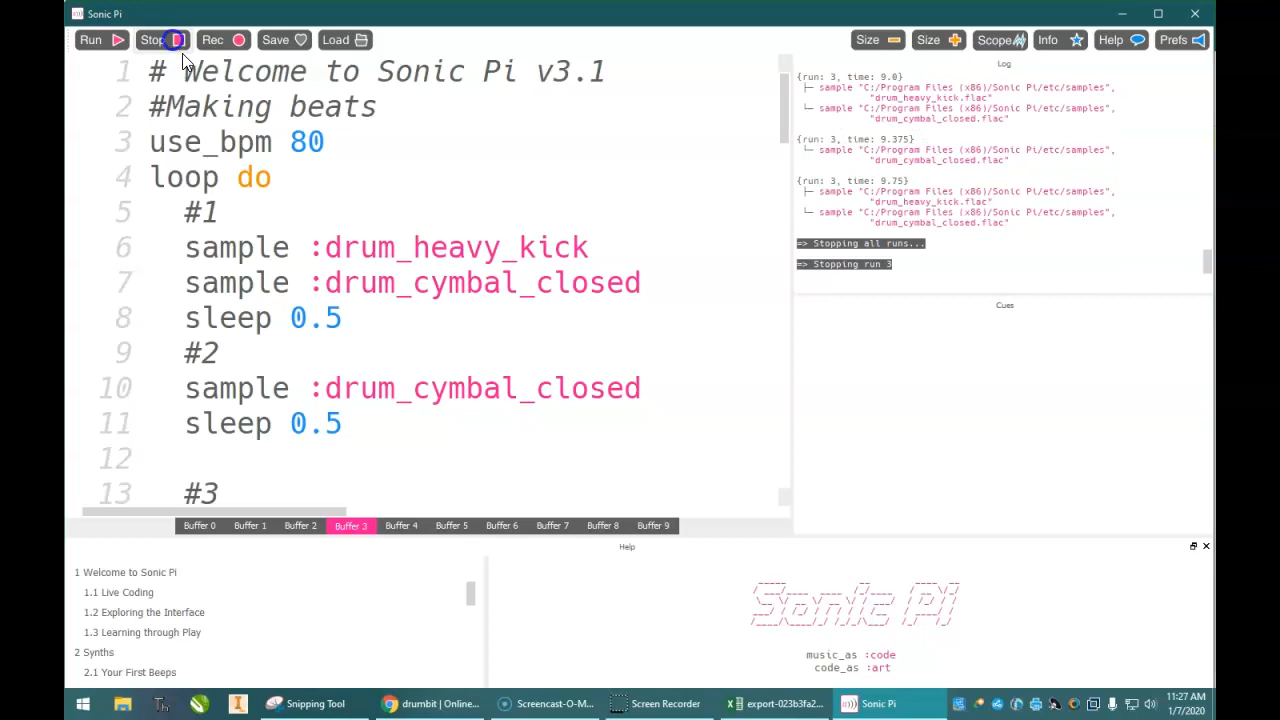 Sonic Pi
Run Stop Rec Save Load Size Size Scope Info Help Prefs
1 # Welcome to Sonic Pi v3.1
2 #Making beats
3 use_bpm 80
4 loop do
5 #1
6 sample :drum_heavy_kick
7 sample :drum_cymbal_closed
8 sleep 0.5
9 #2
10 sample :drum_cymbal_closed
11 sleep 0.5
12
13 #3
Log
{run: 3, time: 9.0}
├─ sample "C:/Program Files (x86)/Sonic Pi/etc/samples",
"drum_heavy_kick.flac"
└─ sample "C:/Program Files (x86)/Sonic Pi/etc/samples",
"drum_cymbal_closed.flac"
{run: 3, time: 9.375}
└─ sample "C:/Program Files (x86)/Sonic Pi/etc/samples",
"drum_cymbal_closed.flac"
{run: 3, time: 9.75}
├─ sample "C:/Program Files (x86)/Sonic Pi/etc/samples",
"drum_heavy_kick.flac"
└─ sample "C:/Program Files (x86)/Sonic Pi/etc/samples",
"drum_cymbal_closed.flac"
=> Stopping all runs...
=> Stopping run 3
Cues
Buffer 0 Buffer 1 Buffer 2 Buffer 3 Buffer 4 Buffer 5 Buffer 6 Buffer 7 Buffer 8 Buffer 9
Help
1 Welcome to Sonic Pi
1.1 Live Coding
1.2 Exploring the Interface
1.3 Learning through Play
2 Synths
2.1 Your First Beeps
Sonic Pi
music_as :code
code_as :art
Th Snipping Tool drumbit | Online... Screencast-O-M... Screen Recorder export-023b3fa2... Sonic Pi
11:27 AM
1/7/2020